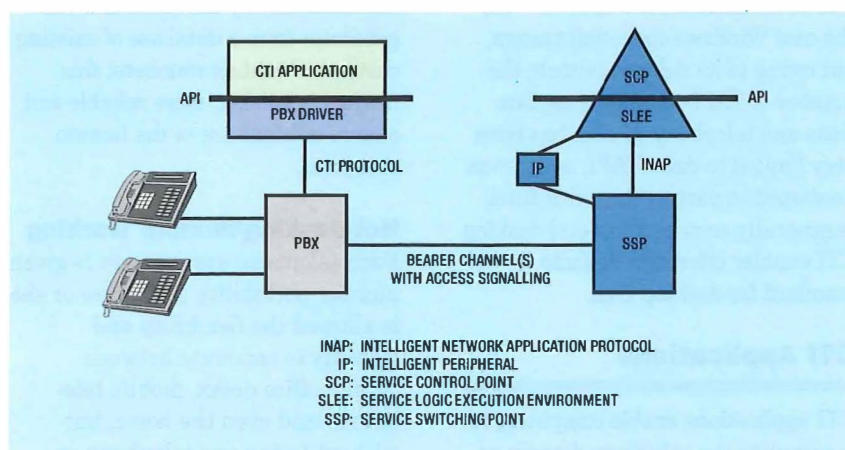 CTI APPLICATION
API
PBX DRIVER
CTI PROTOCOL
PBX
SCP
API
SLEE
IP
INAP
SSP
BEARER CHANNEL(S)
WITH ACCESS SIGNALLING
INAP: INTELLIGENT NETWORK APPLICATION PROTOCOL
IP: INTELLIGENT PERIPHERAL
SCP: SERVICE CONTROL POINT
SLEE: SERVICE LOGIC EXECUTION ENVIRONMENT
SSP: SERVICE SWITCHING POINT